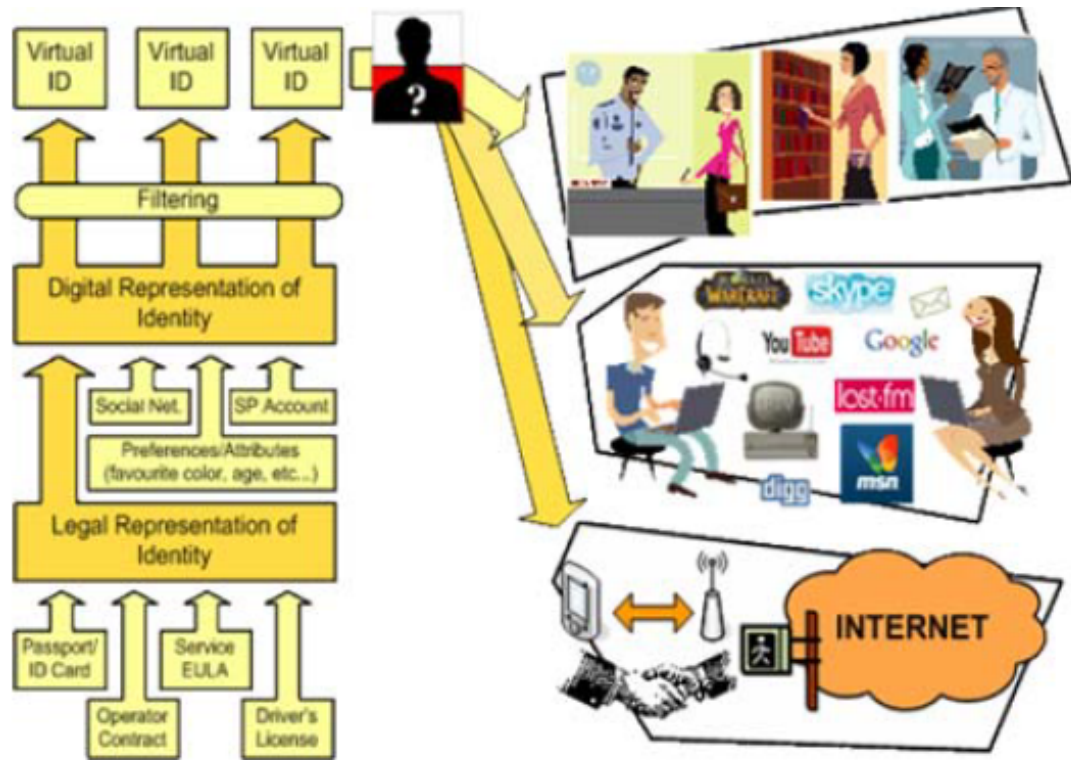 Virtual
ID
Virtual
ID
Virtual
ID
?
Filtering
Digital Representation of
Identity
Social Net.
SP Account
Preferences/Attributes
(favourite color, age, etc...)
Legal Representation of
Identity
Passport/
ID Card
Service
EULA
Operator
Contract
Driver's
License
WARCRAFT
skype
YouTube
Google
lost.fm
msn
digg
INTERNET